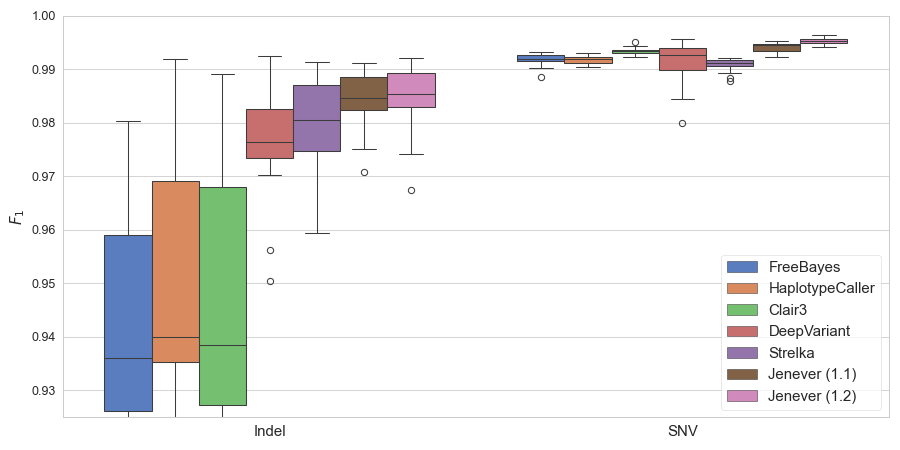 1.00
0.99
0.98
0.97
0.96
0.95
0.94
0.93
F1
Indel
SNV
FreeBayes
HaplotypeCaller
Clair3
DeepVariant
Strelka
Jenever (1.1)
Jenever (1.2)